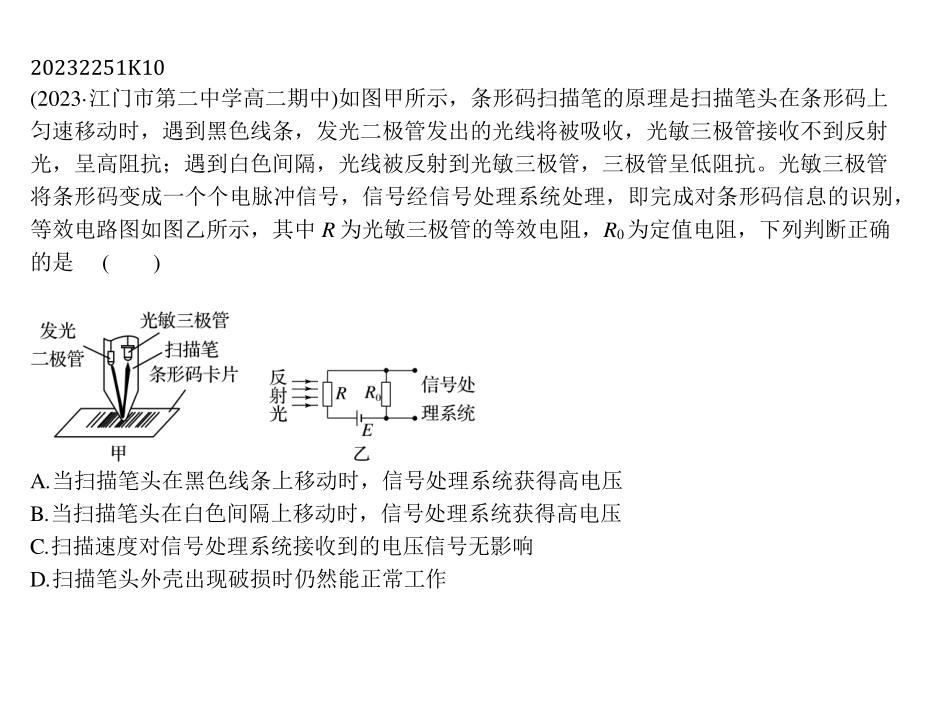 20232251K10
(2023·江门市第二中学高二期中)如图甲所示，条形码扫描笔的原理是扫描笔头在条形码上
匀速移动时，遇到黑色线条，发光二极管发出的光线将被吸收，光敏三极管接收不到反射
光，呈高阻抗；遇到白色间隔，光线被反射到光敏三极管，三极管呈低阻抗。光敏三极管
将条形码变成一个个电脉冲信号，信号经信号处理系统处理，即完成对条形码信息的识别，
等效电路图如图乙所示，其中 R 为光敏三极管的等效电阻，R0为定值电阻，下列判断正确
的是 (  )
发光
二极管
光敏三极管
扫描笔
条形码卡片
甲
反
射
光
R
R0
E
信号处
理系统
乙
A.当扫描笔头在黑色线条上移动时，信号处理系统获得高电压
B.当扫描笔头在白色间隔上移动时，信号处理系统获得高电压
C.扫描速度对信号处理系统接收到的电压信号无影响
D.扫描笔头外壳出现破损时仍然能正常工作